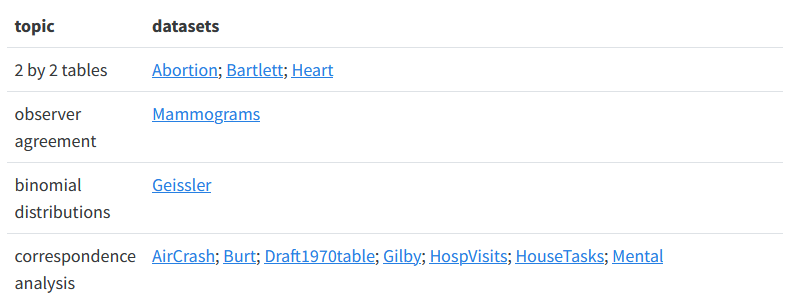 topic datasets
2 by 2 tables Abortion; Bartlett; Heart
observer Mammograms
agreement
binomial Geissler
distributions
correspondence AirCrash; Burt; Draft1970table; Gilby; HospVisits; HouseTasks; Mental
analysis